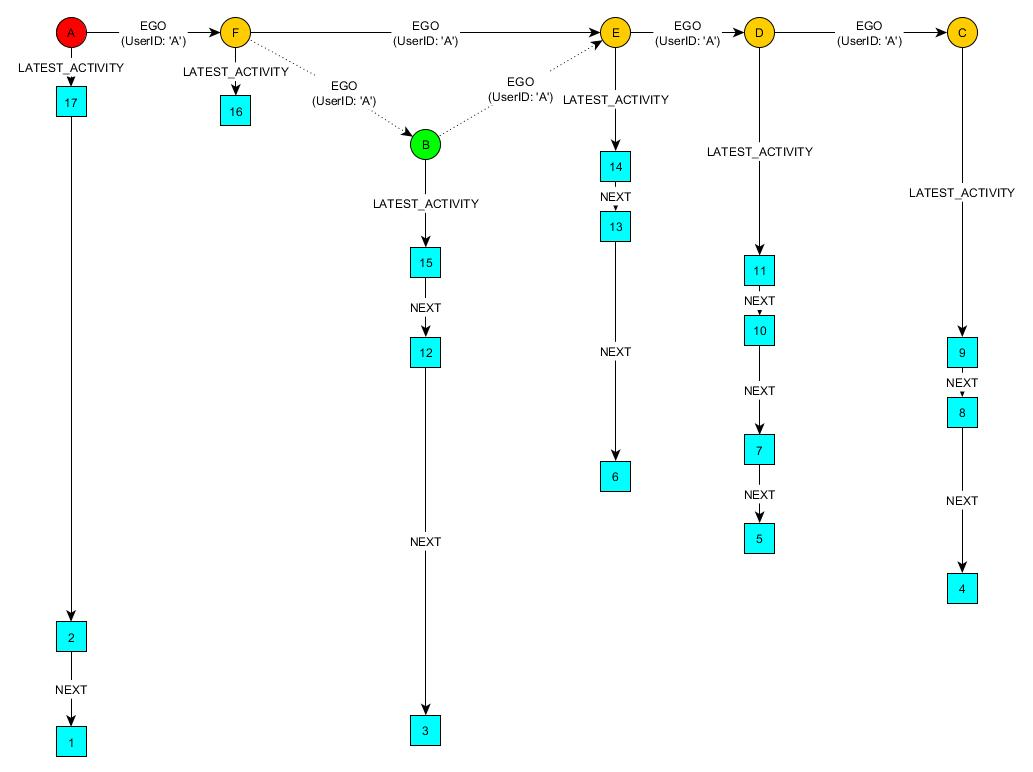 A
EGO
(UserID: 'A')
F
EGO
(UserID: 'A')
E
EGO
(UserID: 'A')
D
EGO
(UserID: 'A')
C
LATEST_ACTIVITY
17
LATEST_ACTIVITY
16
EGO
(UserID: 'A')
EGO
(UserID: 'A')
B
LATEST_ACTIVITY
LATEST_ACTIVITY
LATEST_ACTIVITY
LATEST_ACTIVITY
14
NEXT
13
15
NEXT
12
11
NEXT
10
NEXT
9
NEXT
8
NEXT
7
NEXT
6
NEXT
5
NEXT
4
NEXT
2
NEXT
1
3